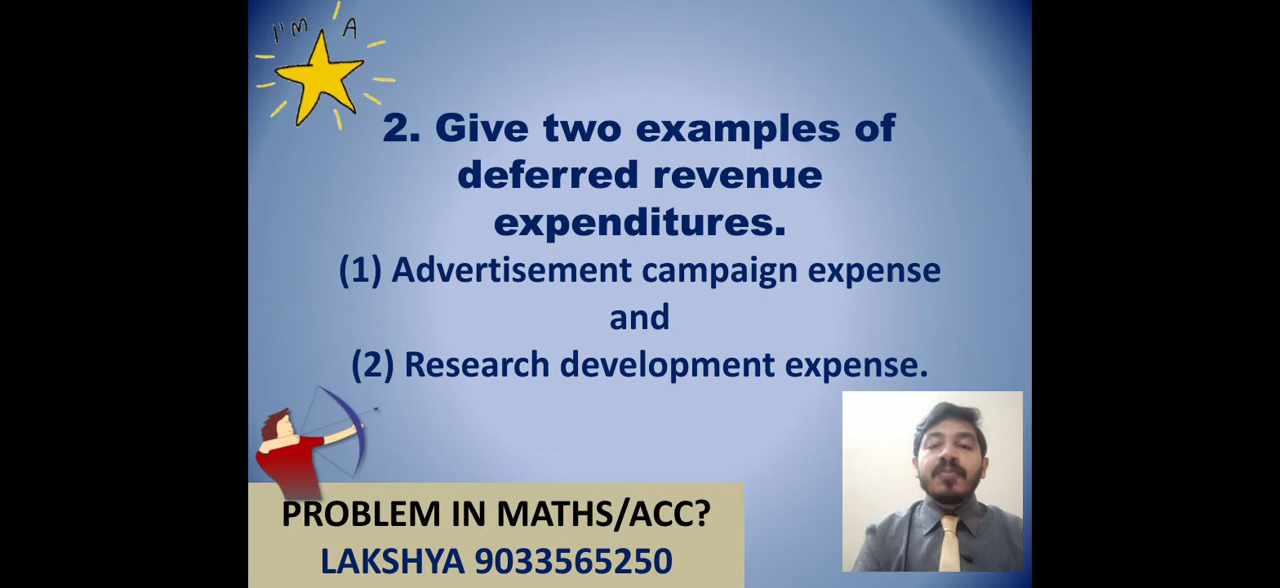 I'M A
2. Give two examples of
deferred revenue
expenditures.
(1) Advertisement campaign expense
and
(2) Research development expense.
PROBLEM IN MATHS/ACC?
LAKSHYA 9033565250